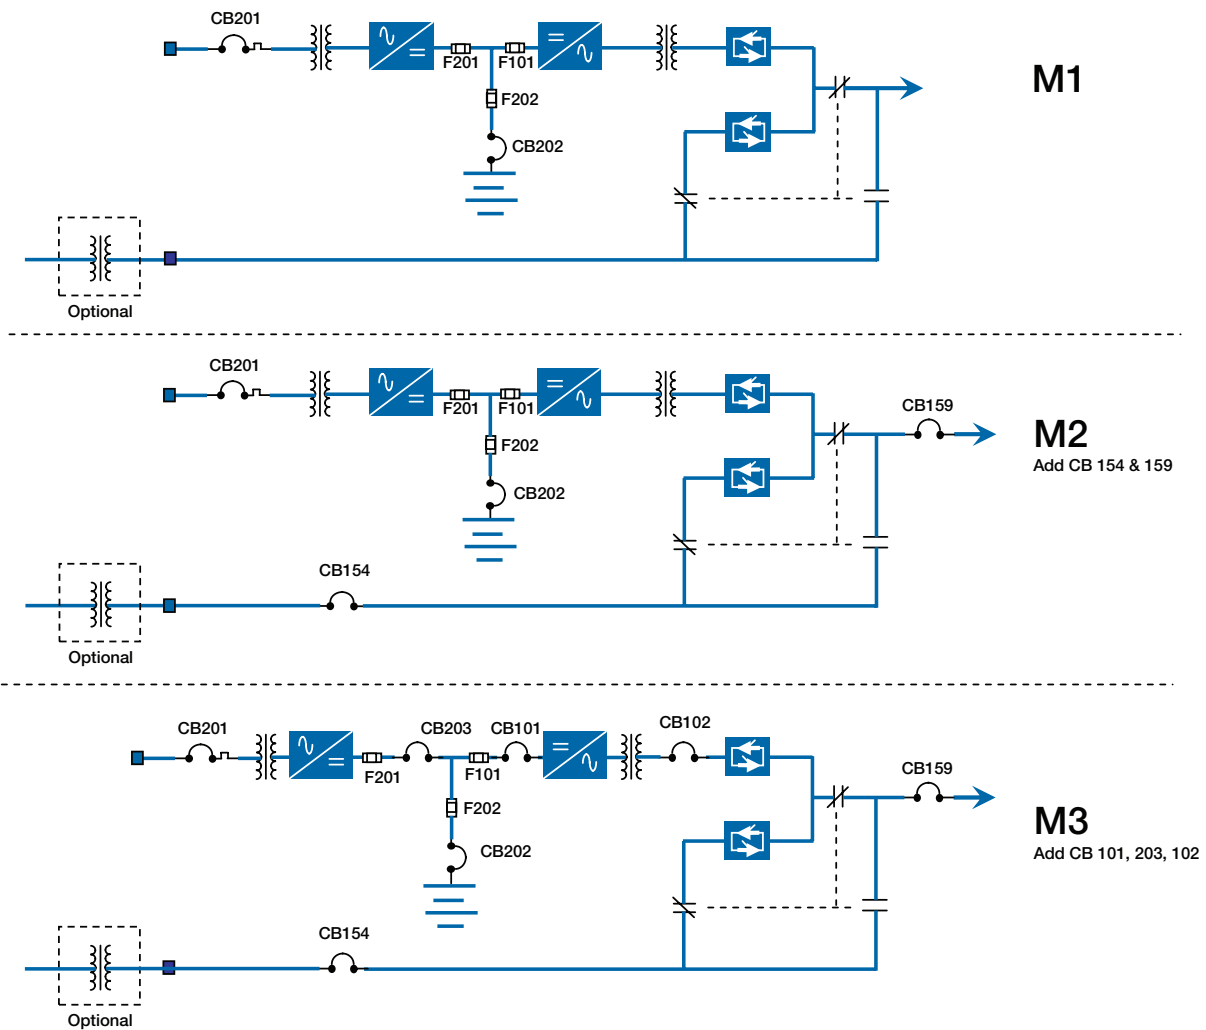 CB201
M1
F201
F101
F202
CB202
Optional
CB201
CB159
F201
F101
M2
F202
Add CB 154 & 159
CB202
CB154
Optional
CB201
CB203
CB101
CB102
CB159
F201
F101
F202
M3
CB202
Add CB 101, 203, 102
CB154
Optional